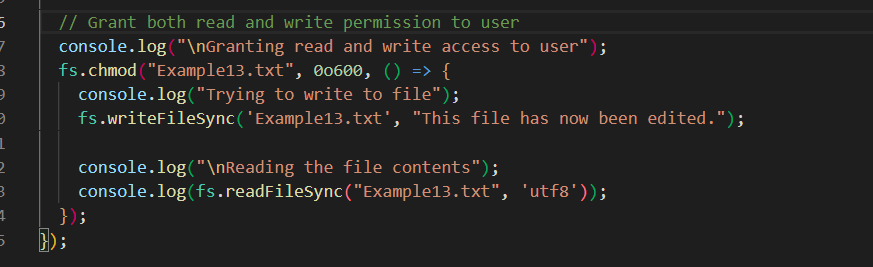 // Grant both read and write permission to user
console.log("\nGranting read and write access to user");
fs.chmod("Example13.txt", 0o600, () => {
console.log("Trying to write to file");
fs.writeFileSync('Example13.txt', "This file has now been edited.");
console.log("\nReading the file contents");
console.log(fs.readFileSync("Example13.txt", 'utf8'));
});
});